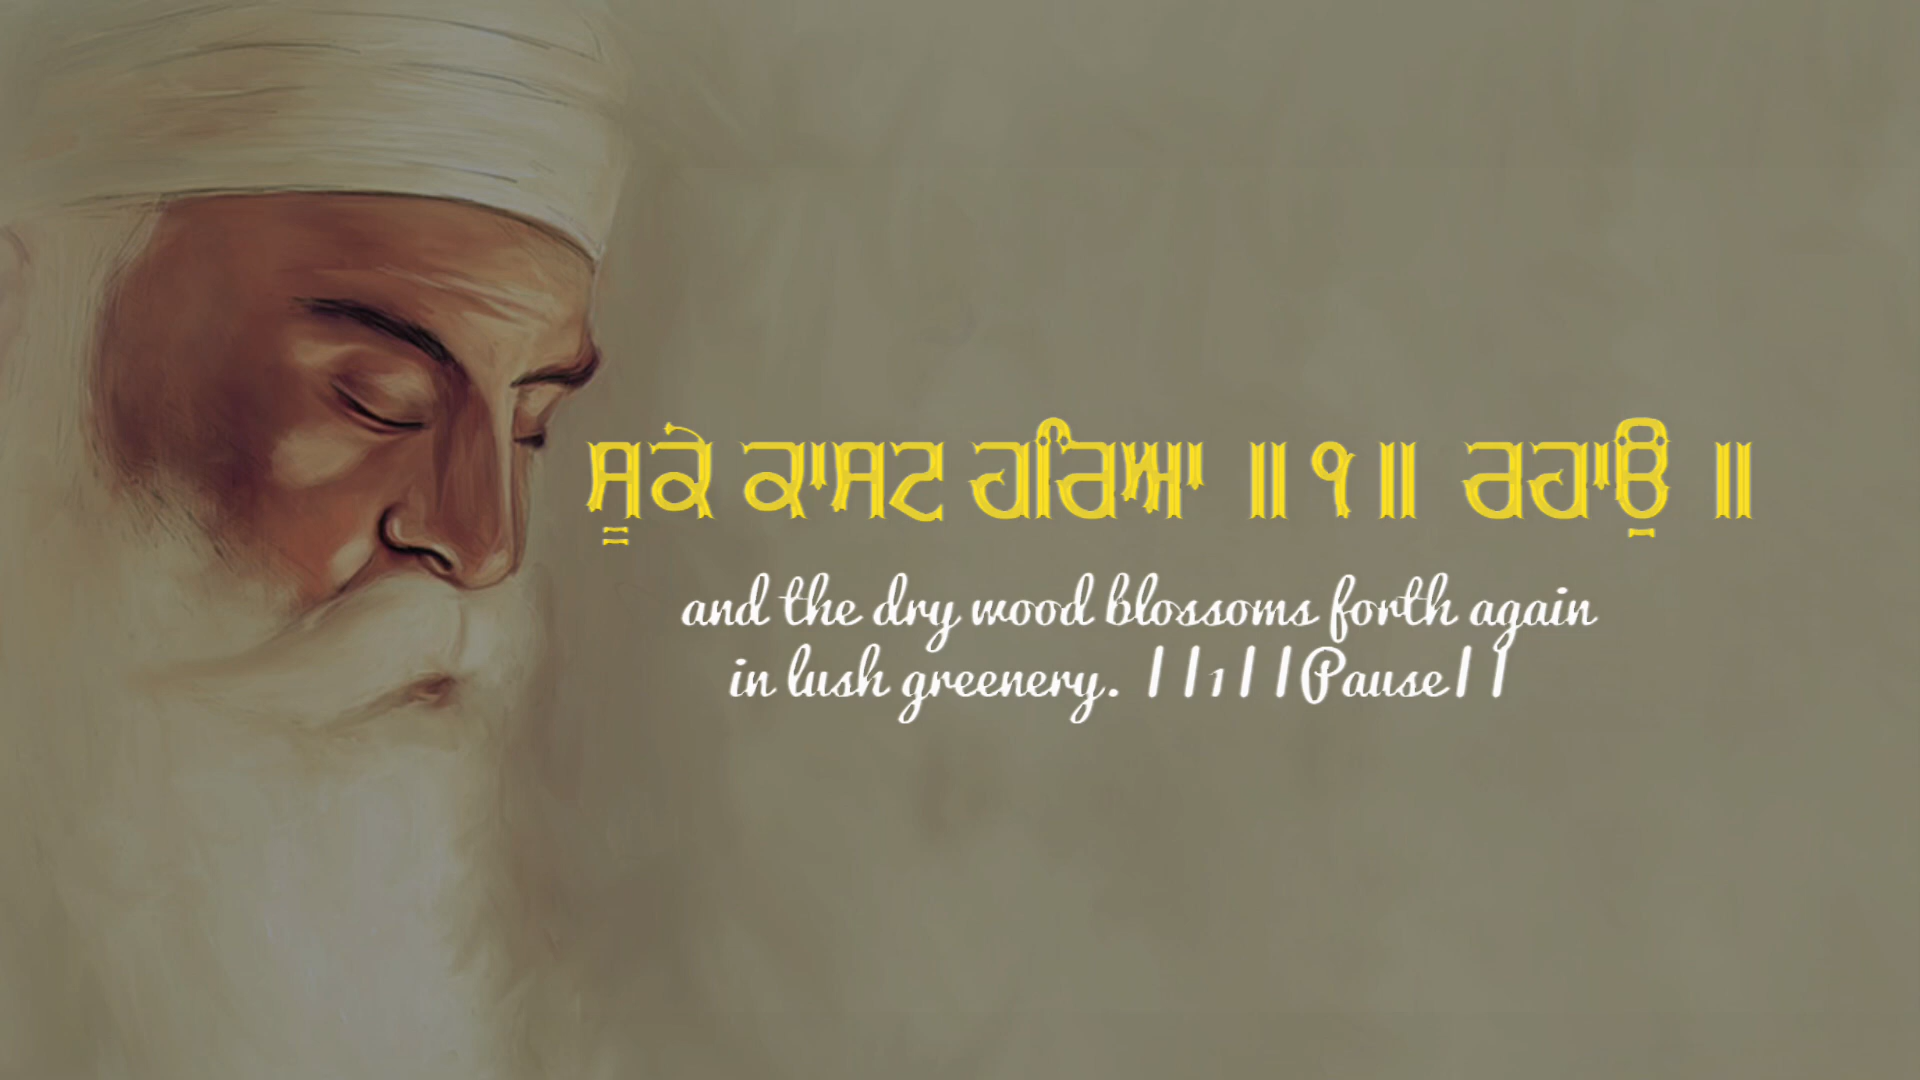 ਸੂਕੇ ਕਾਸਟ ਹਰਿਆ ॥੧॥ ਰਹਾਉ ॥
and the dry wood blossoms forth again
in lush greenery. ||1||Pause||